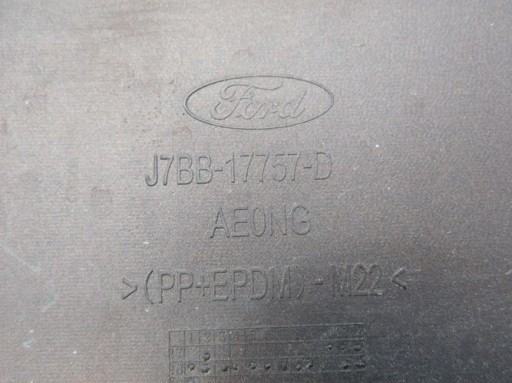 Ford
J7BB-17757-D
AE0NG
>(PP+EPDM)-M22<